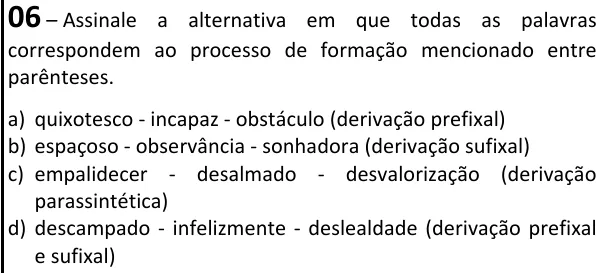 06 – Assinale a alternativa em que todas as palavras
correspondem ao processo de formação mencionado entre
parênteses.
a) quixotesco - incapaz - obstáculo (derivação prefixal)
b) espaçoso - observância - sonhadora (derivação sufixal)
c) empalidecer - desalmado - desvalorização (derivação
parassintética)
d) descampado - infelizmente - deslealdade (derivação prefixal
e sufixal)